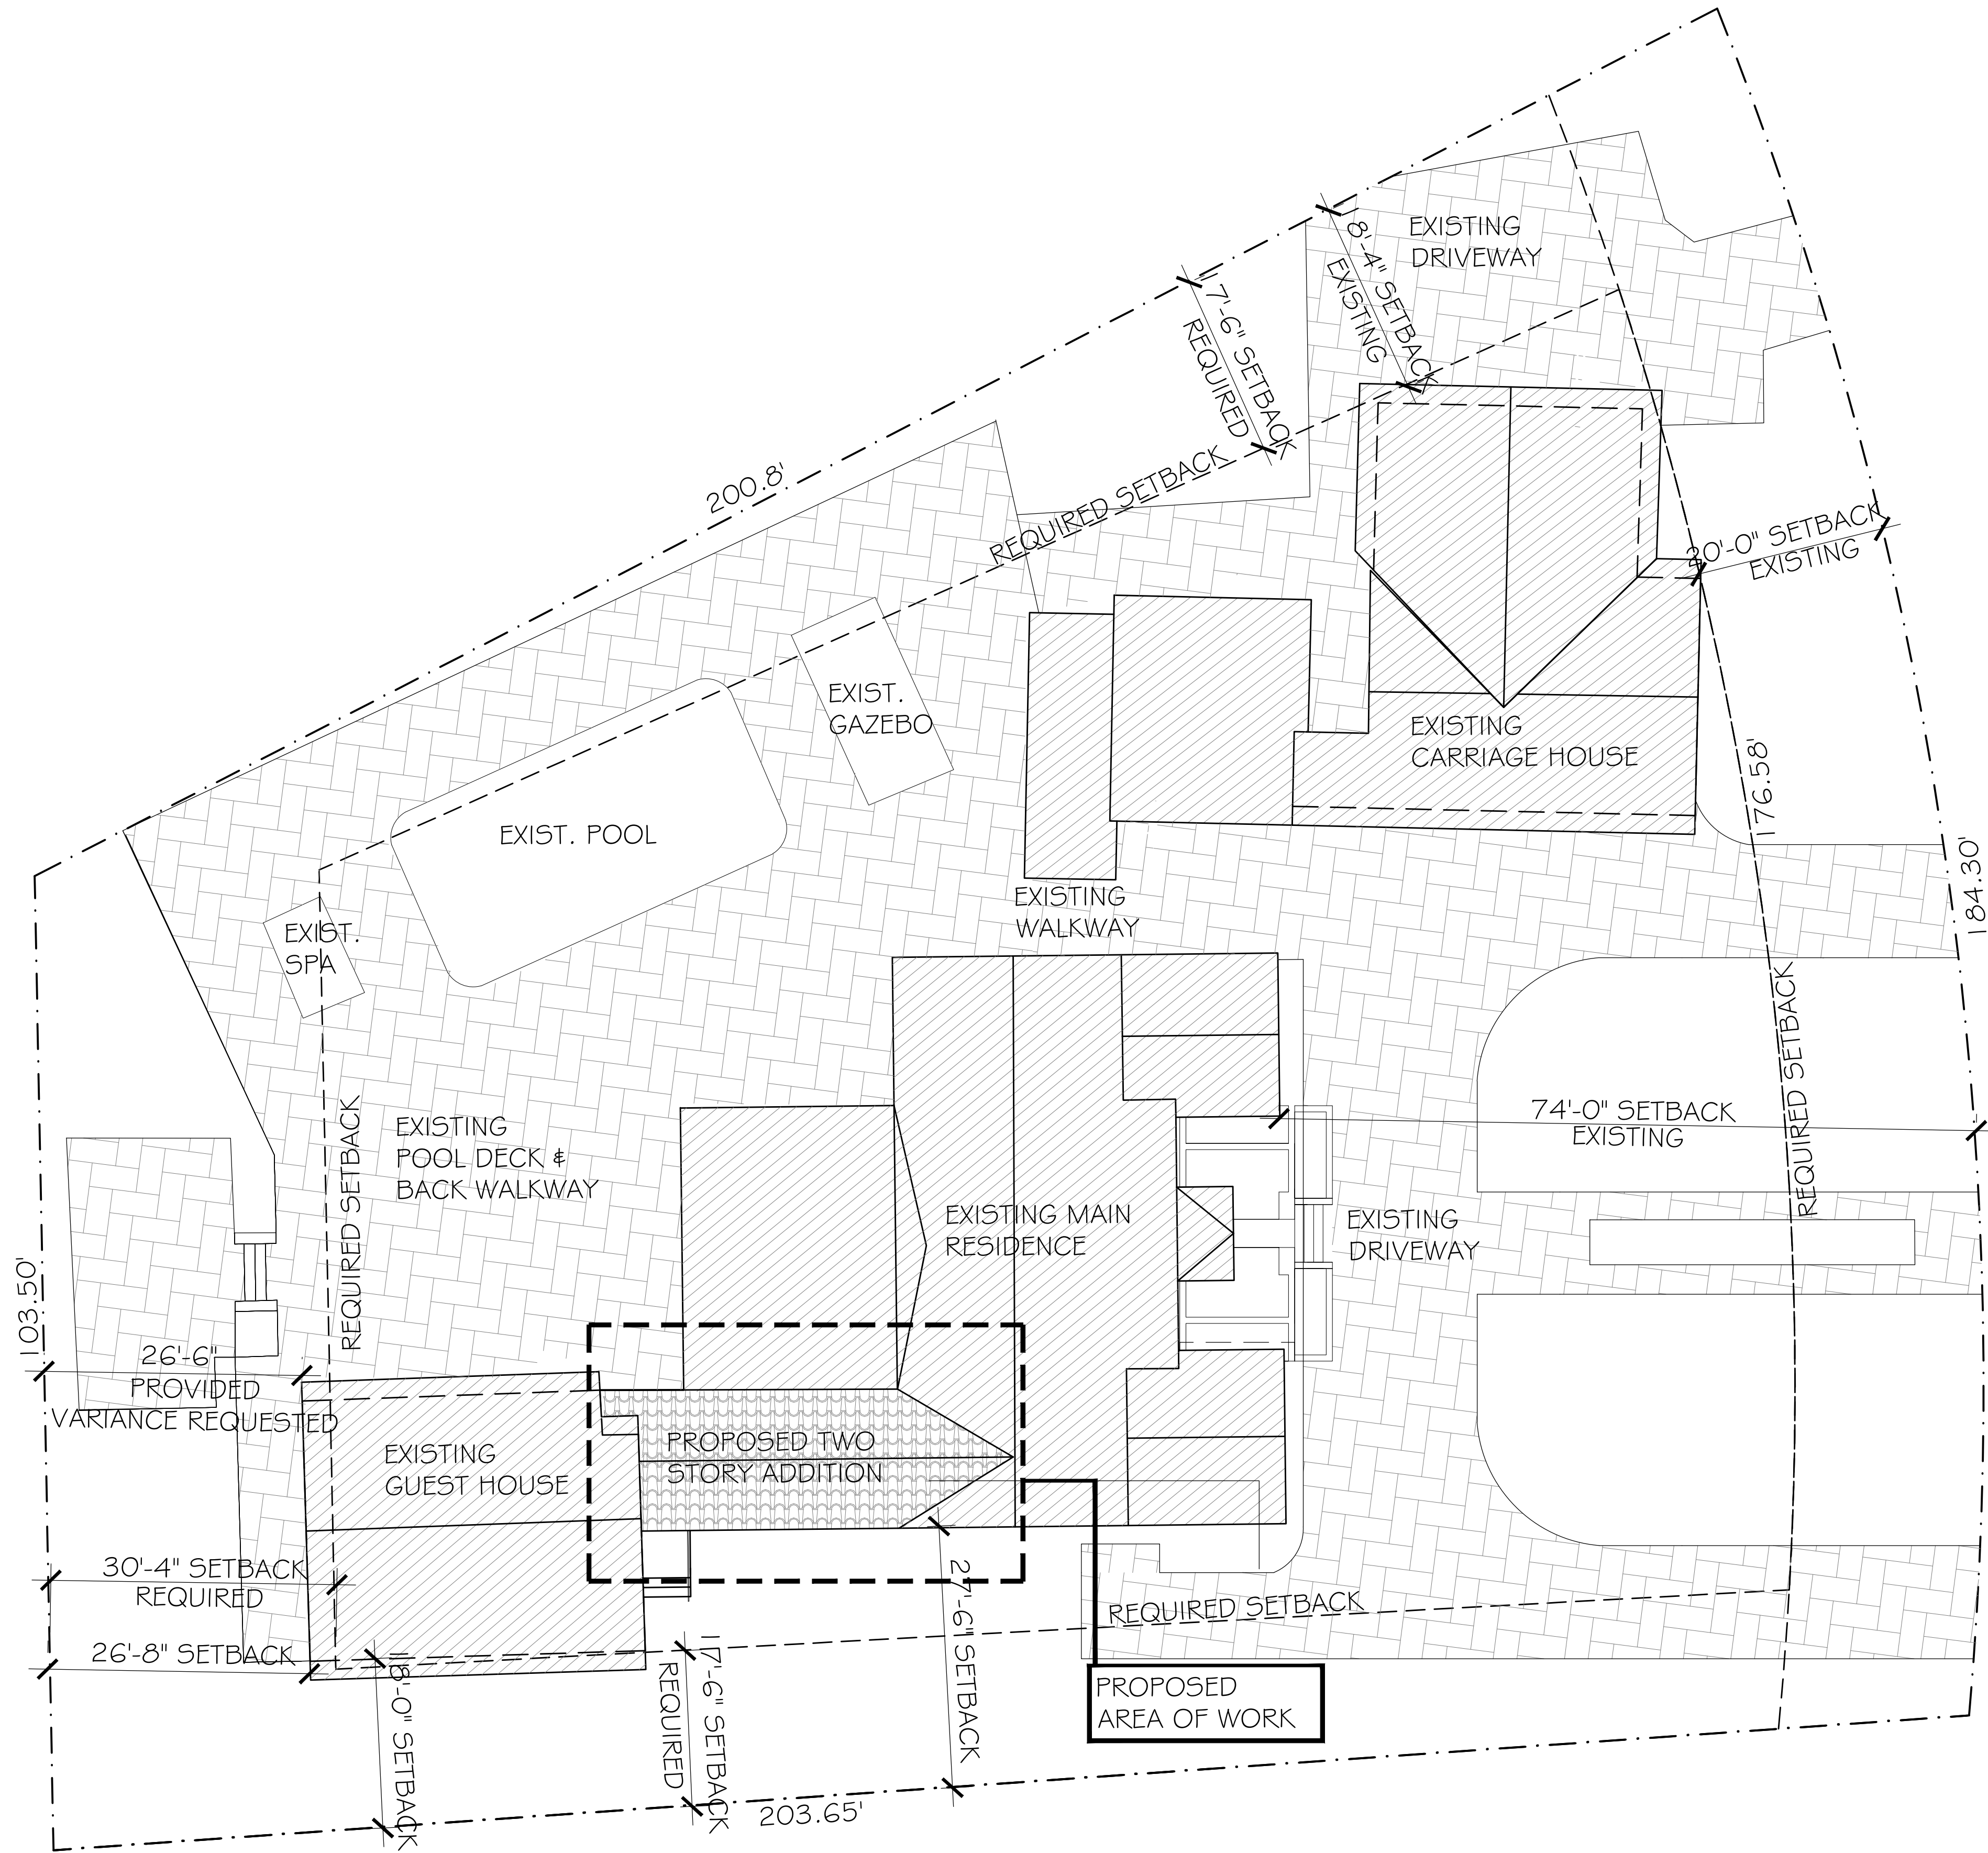 EXISTING
DRIVEWAY
18'-4" SETBACK
EXISTING
17'-6" SETBACK
REQUIRED
200.8'
REQUIRED SETBACK
20'-0" SETBACK
EXISTING
EXIST.
GAZEBO
EXISTING
CARRIAGE HOUSE
176.58'
184.30'
EXIST. POOL
EXISTING
WALKWAY
EXIST.
SPA
REQUIRED SETBACK
REQUIRED SETBACK
74'-0" SETBACK
EXISTING
EXISTING
POOL DECK &
BACK WALKWAY
EXISTING MAIN
RESIDENCE
EXISTING
DRIVEWAY
103.50'
26'-6"
PROVIDED
VARIANCE REQUESTED
EXISTING
GUEST HOUSE
PROPOSED TWO
STORY ADDITION
30'-4" SETBACK
REQUIRED
26'-8" SETBACK
18'-0" SETBACK
17'-6" SETBACK
REQUIRED
27'-6" SETBACK
REQUIRED SETBACK
PROPOSED
AREA OF WORK
203.65'